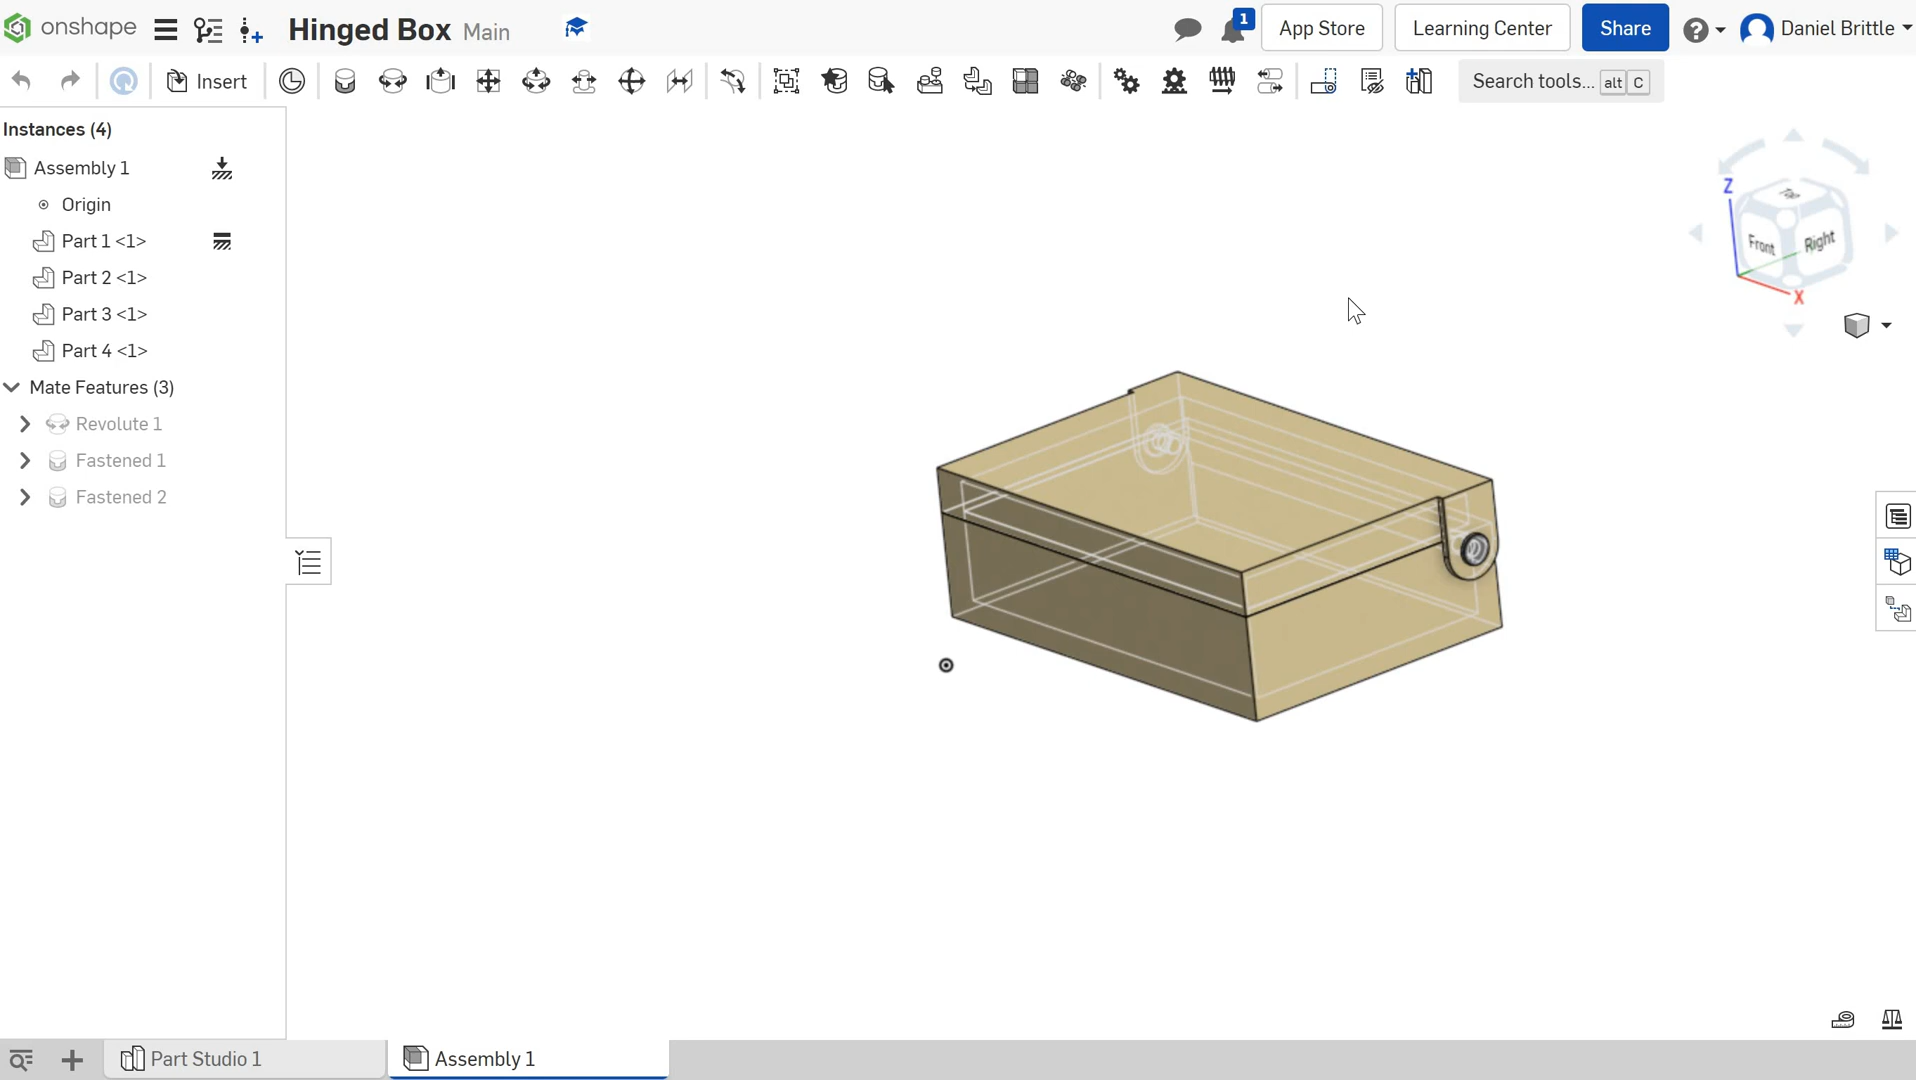 onshape Hinged Box Main 1 App Store Learning Center Share Daniel Brittle
Insert Search tools... alt C
Instances (4)
Assembly 1
Origin
Part 1 <1>
Part 2 <1>
Part 3 <1>
Part 4 <1>
Mate Features (3)
Revolute 1
Fastened 1
Fastened 2
Z
Top
Front Right
X
Part Studio 1 Assembly 1